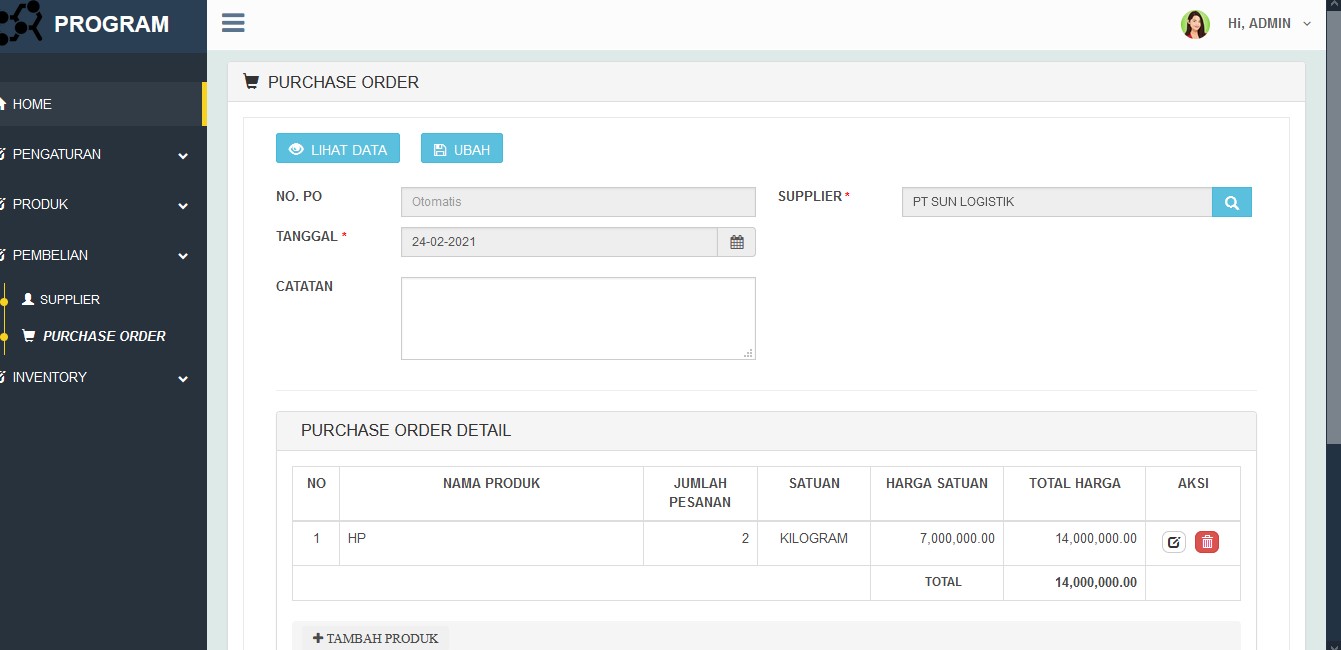 PROGRAM
Hi, ADMIN
HOME
PENGATURAN
PRODUK
PEMBELIAN
SUPPLIER
PURCHASE ORDER
INVENTORY
PURCHASE ORDER
LIHAT DATA UBAH
NO. PO Otomatis SUPPLIER * PT SUN LOGISTIK
TANGGAL * 24-02-2021
CATATAN
PURCHASE ORDER DETAIL
NO NAMA PRODUK JUMLAH PESANAN SATUAN HARGA SATUAN TOTAL HARGA AKSI
1 HP 2 KILOGRAM 7,000,000.00 14,000,000.00
TOTAL 14,000,000.00
TAMBAH PRODUK